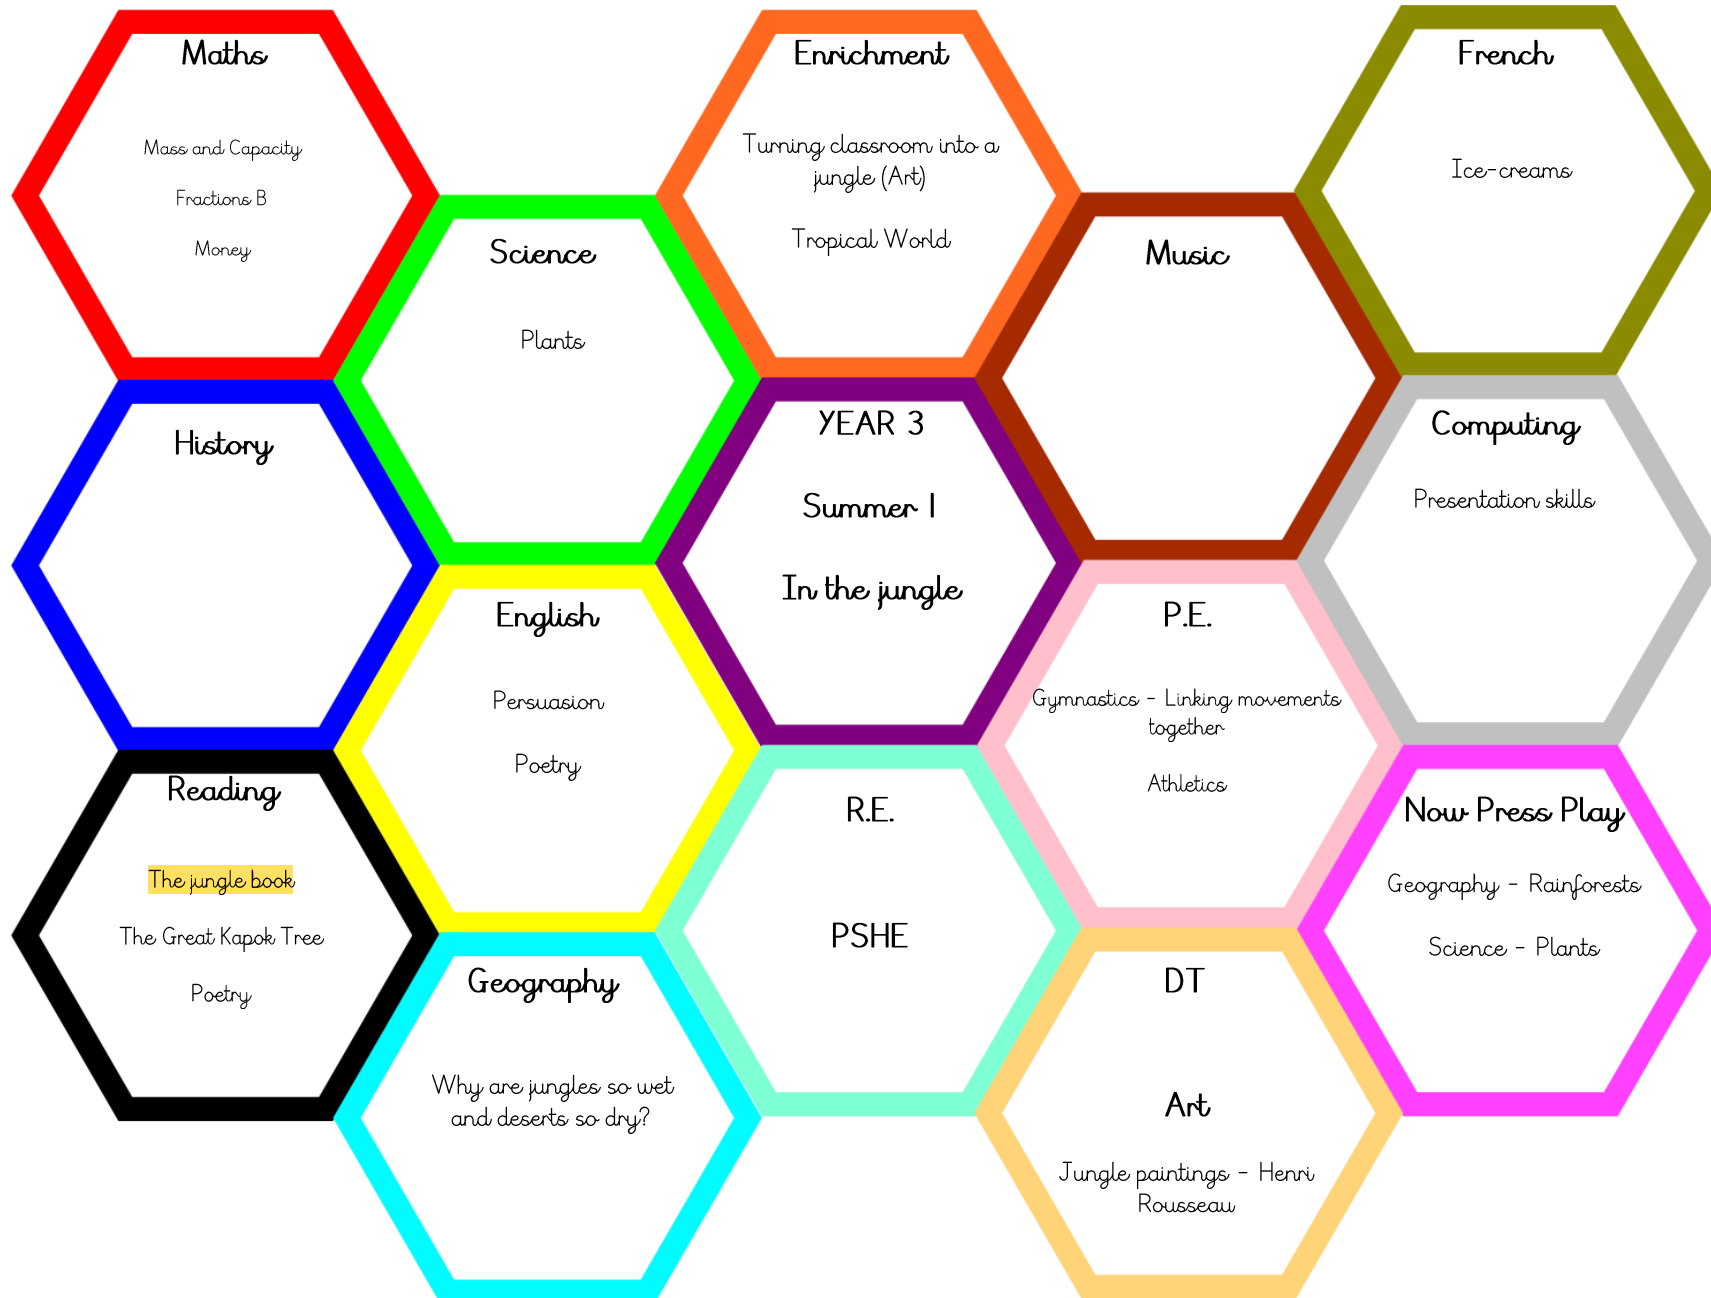 Maths
Mass and Capacity
Fractions B
Money
Enrichment
Turning classroom into a
jungle (Art)
Tropical World
French
Ice-creams
Science
Plants
Music
History
YEAR 3
Summer 1
In the jungle
Computing
Presentation skills
English
Persuasion
Poetry
P.E.
Gymnastics - Linking movements
together
Athletics
Reading
The jungle book
The Great Kapok Tree
Poetry
R.E.
PSHE
Now Press Play
Geography - Rainforests
Science - Plants
Geography
Why are jungles so wet
and deserts so dry?
DT
Art
Jungle paintings - Henri
Rousseau